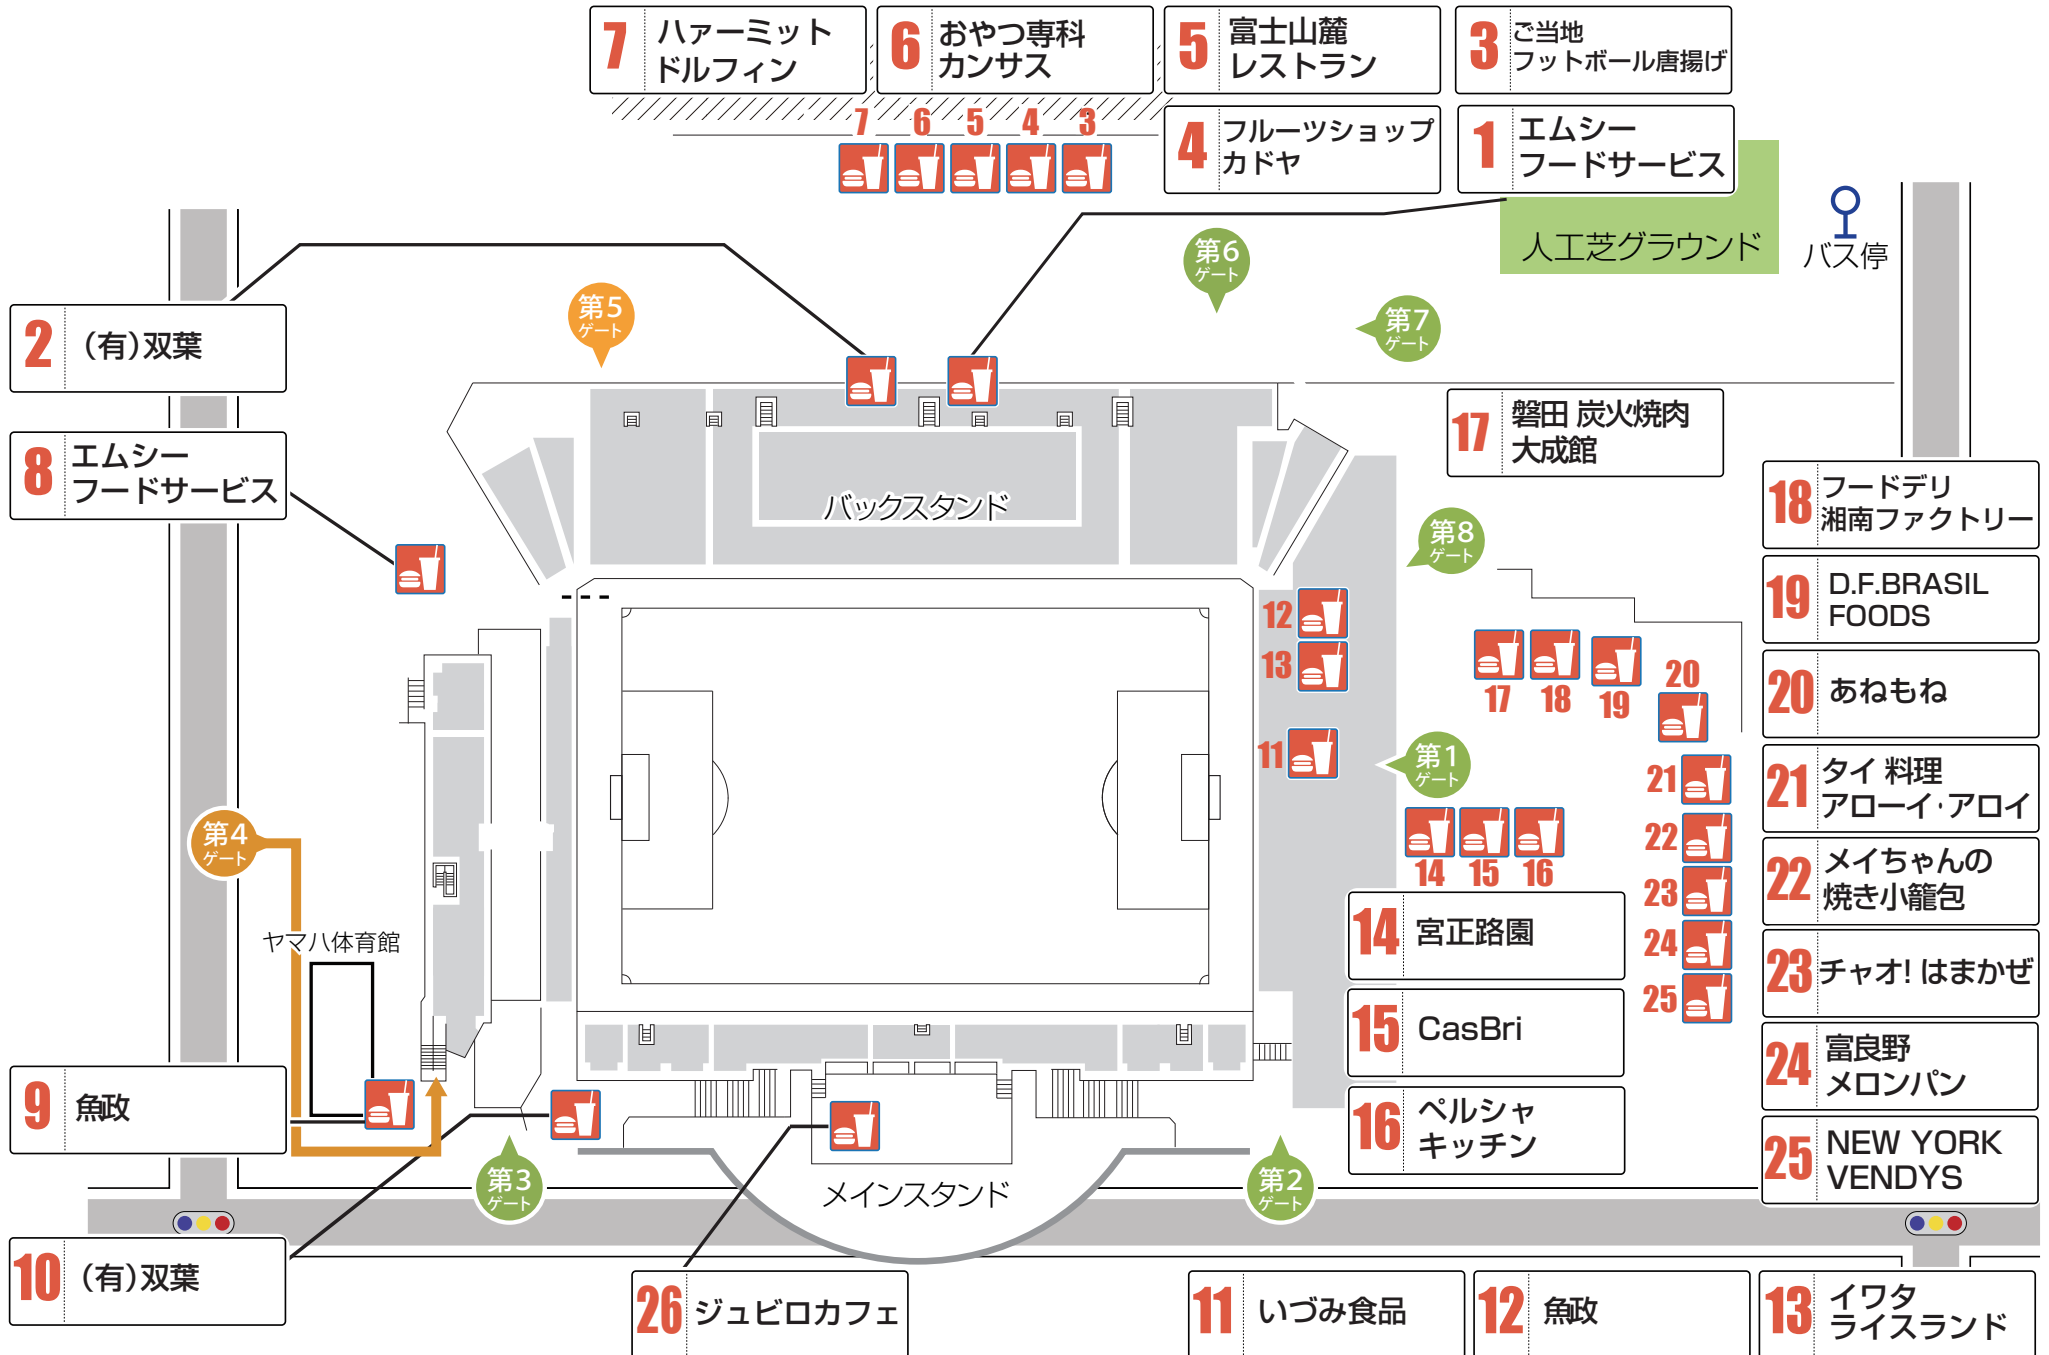 7
ハァーミット
ドルフィン
6
おやつ専科
カンサス
5
富士山麓
レストラン
3
ご当地
フットボール唐揚げ
4
フルーツショップ
カドヤ
1
エムシー
フードサービス
7
6
5
4
3
人工芝グラウンド
バス停
第6
ゲート
第5
ゲート
第7
ゲート
2
(有)双葉
8
エムシー
フードサービス
17
磐田 炭火焼肉
大成館
バックスタンド
第8
ゲート
18
フードデリ
湘南ファクトリー
19
D.F.BRASIL
FOODS
20
あねもね
21
タイ 料理
アローイ・アロイ
22
メイちゃんの
焼き小籠包
23
チャオ! はまかぜ
24
富良野
メロンパン
25
NEW YORK
VENDYS
12
13
11
17
18
19
20
21
22
23
24
25
第1
ゲート
14
15
16
第4
ゲート
ヤマハ体育館
14
宮正路園
15
CasBri
16
ペルシャ
キッチン
9
魚政
第3
ゲート
メインスタンド
第2
ゲート
10
(有)双葉
26
ジュビロカフェ
11
いづみ食品
12
魚政
13
イワタ
ライスランド